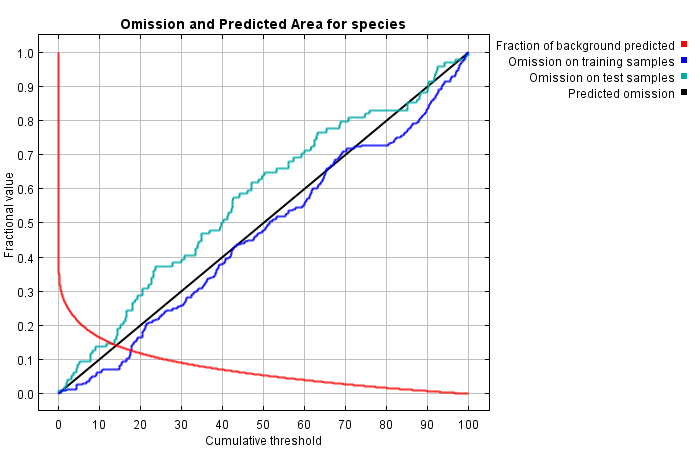 Omission and Predicted Area for species
Fraction of background predicted
Omission on training samples
Omission on test samples
Predicted omission
Fractional value
1.0
0.9
0.8
0.7
0.6
0.5
0.4
0.3
0.2
0.1
0.0
0 10 20 30 40 50 60 70 80 90 100
Cumulative threshold